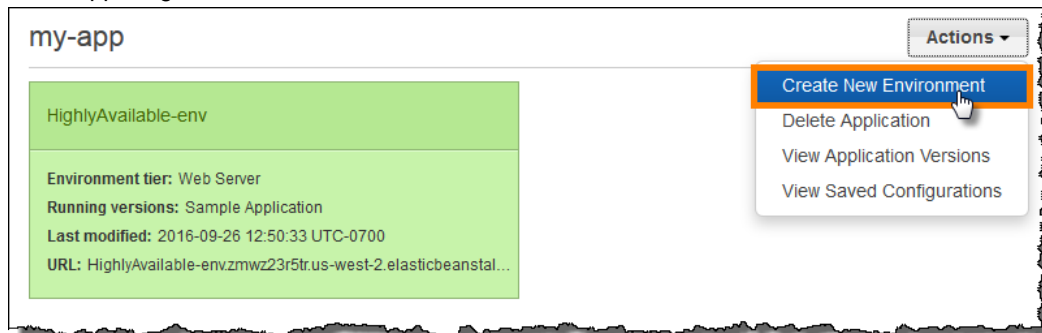 my-app
Actions
Create New Environment
Delete Application
View Application Versions
View Saved Configurations
HighlyAvailable-env
Environment tier: Web Server
Running versions: Sample Application
Last modified: 2016-09-26 12:50:33 UTC-0700
URL: HighlyAvailable-env.zmwz23r5tr.us-west-2.elasticbeanstal...